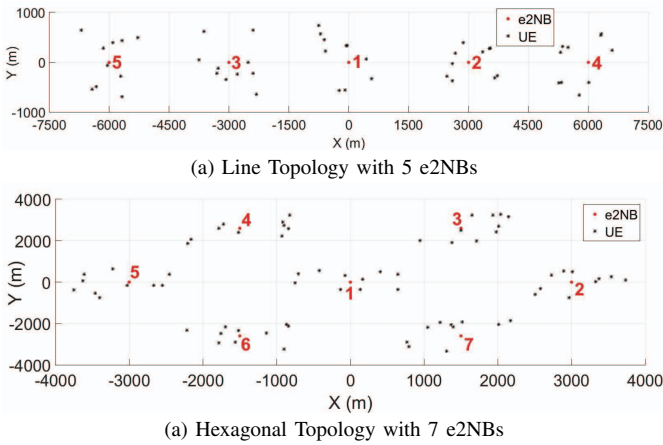 1000
0
-1000
Y (m)
5 3 1 2 4
e2NB
UE
-7500 -6000 -4500 -3000 -1500 0 1500 3000 4500 6000 7500
X (m)
(a) Line Topology with 5 e2NBs
4000
2000
0
-2000
-4000
Y (m)
4 3
5 1 2
6 7
e2NB
UE
-4000 -3000 -2000 -1000 0 1000 2000 3000 4000
X (m)
(a) Hexagonal Topology with 7 e2NBs